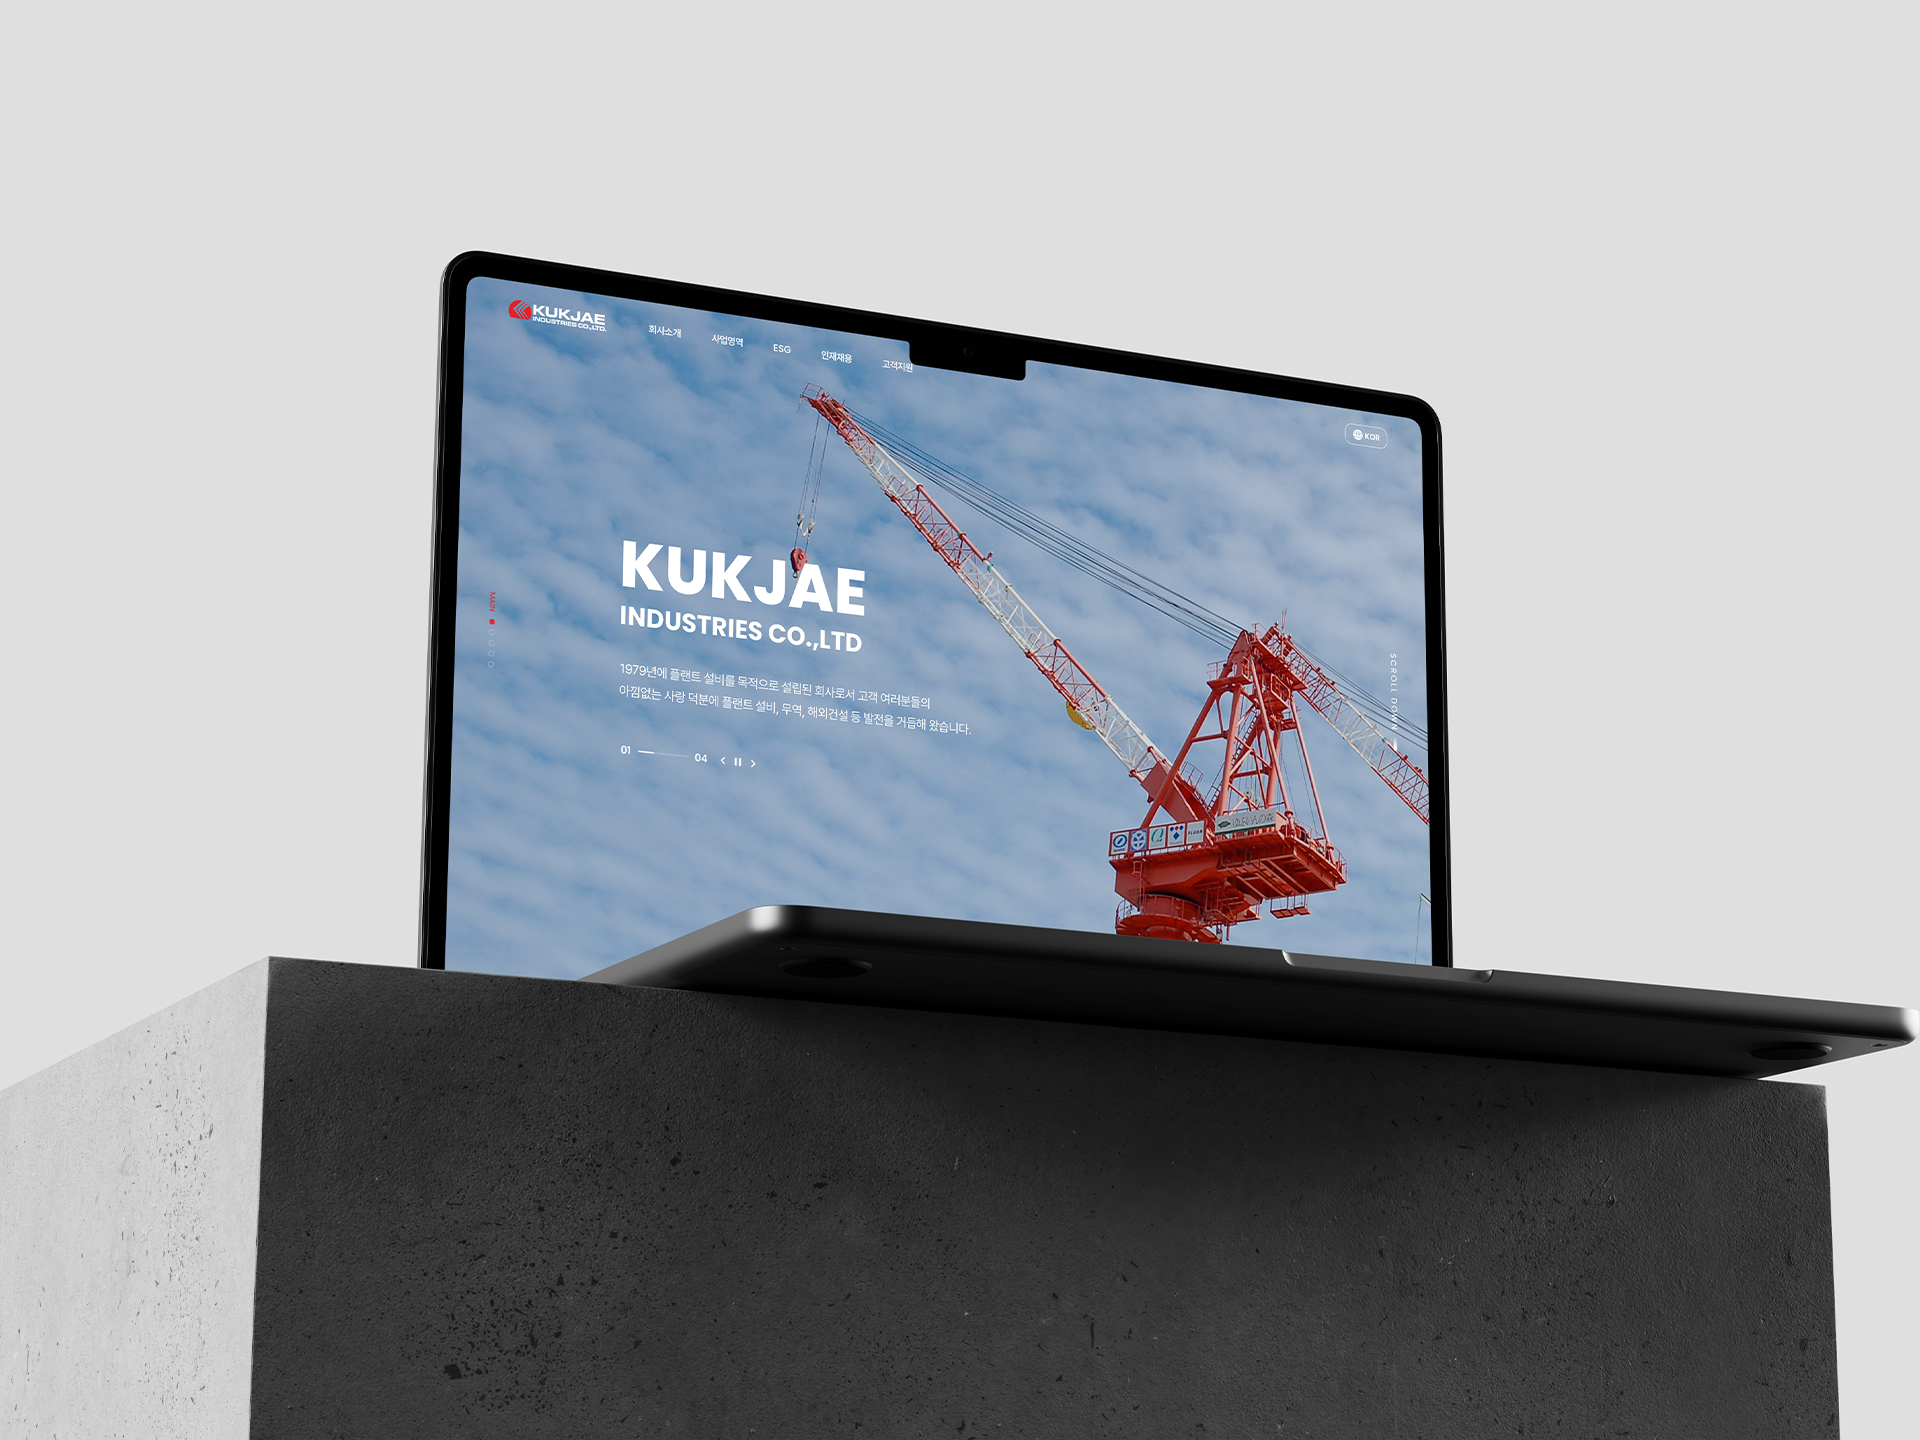 KUKJAE
INDUSTRIES CO.,LTD.
회사소개
사업영역
ESG
인재채용
고객지원
KOR
MAIN
KUKJAE
INDUSTRIES CO.,LTD
1979년에 플랜트 설비를 목적으로 설립된 회사로서 고객 여러분들의
아낌없는 사랑 덕분에 플랜트 설비, 무역, 해외건설 등 발전을 거듭해 왔습니다.
01
04
SCROLL DOWN